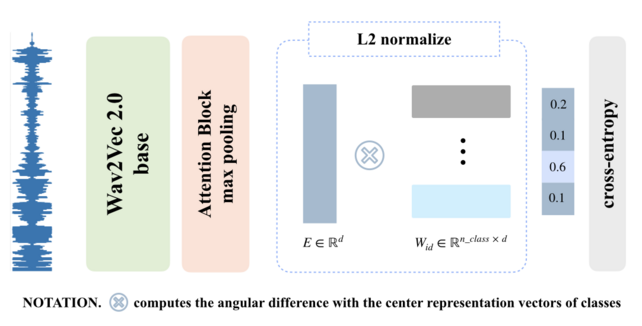 L2 normalize
Wav2Vec 2.0
base
Attention Block
max pooling
0.2
0.1
0.6
0.1
cross-entropy
E ∈ ℝ^d
W_id ∈ ℝ^{n_class × d}
NOTATION. ⊗ computes the angular difference with the center representation vectors of classes